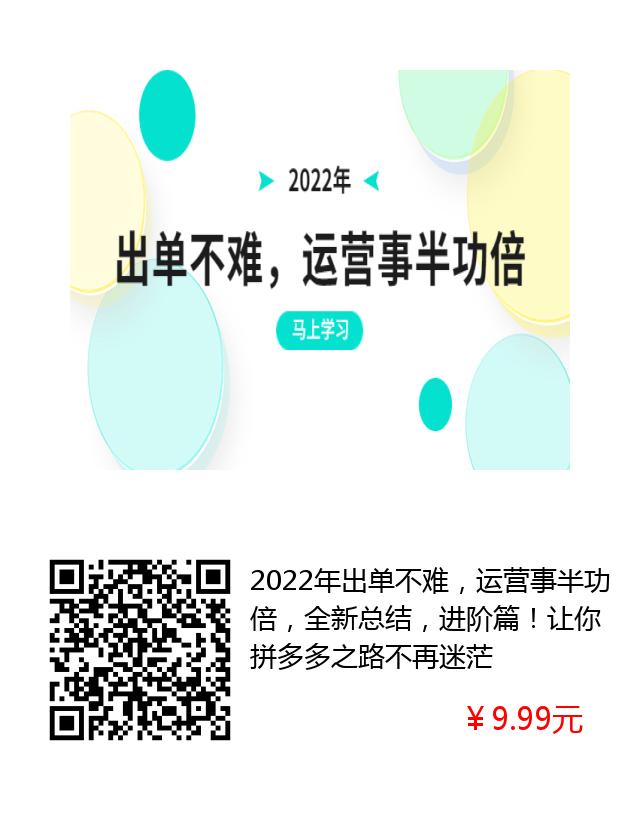 2022年
出单不难，运营事半功倍
马上学习
2022年出单不难，运营事半功
倍，全新总结，进阶篇！让你
拼多多之路不再迷茫
￥9.99元